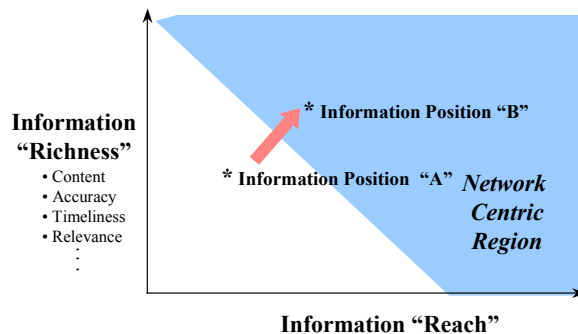 * Information Position “B”
Information
“Richness”
• Content
• Accuracy
• Timeliness
• Relevance
* Information Position “A”
Network
Centric
Region
Information “Reach”